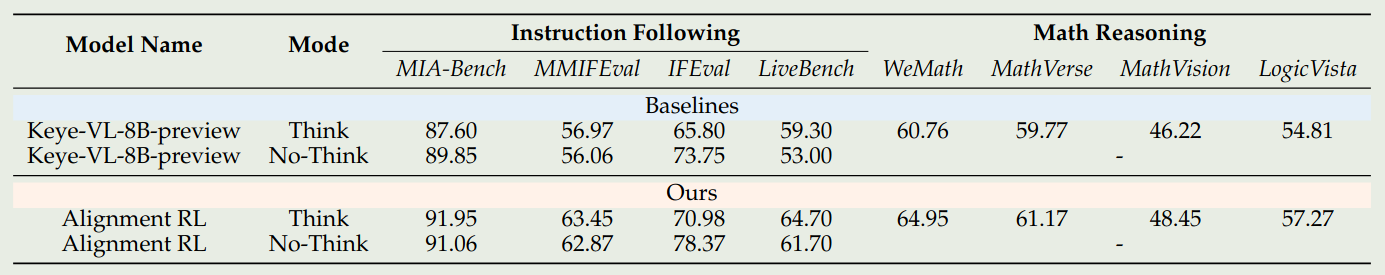 Model Name Mode Instruction Following Math Reasoning
MIA-Bench MMIFEval IFEval LiveBench WeMath MathVerse MathVision LogicVista
Baselines
Keye-VL-8B-preview Think 87.60 56.97 65.80 59.30 60.76 59.77 46.22 54.81
Keye-VL-8B-preview No-Think 89.85 56.06 73.75 53.00 -
Ours
Alignment RL Think 91.95 63.45 70.98 64.70 64.95 61.17 48.45 57.27
Alignment RL No-Think 91.06 62.87 78.37 61.70 -